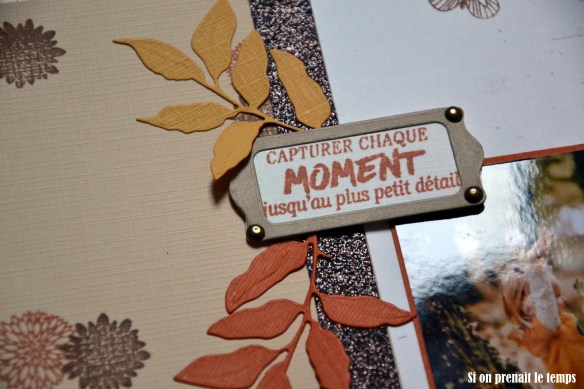 CAPTURER CHAQUE
MOMENT
jusqu'au plus petit détail
Si on prenait le temps